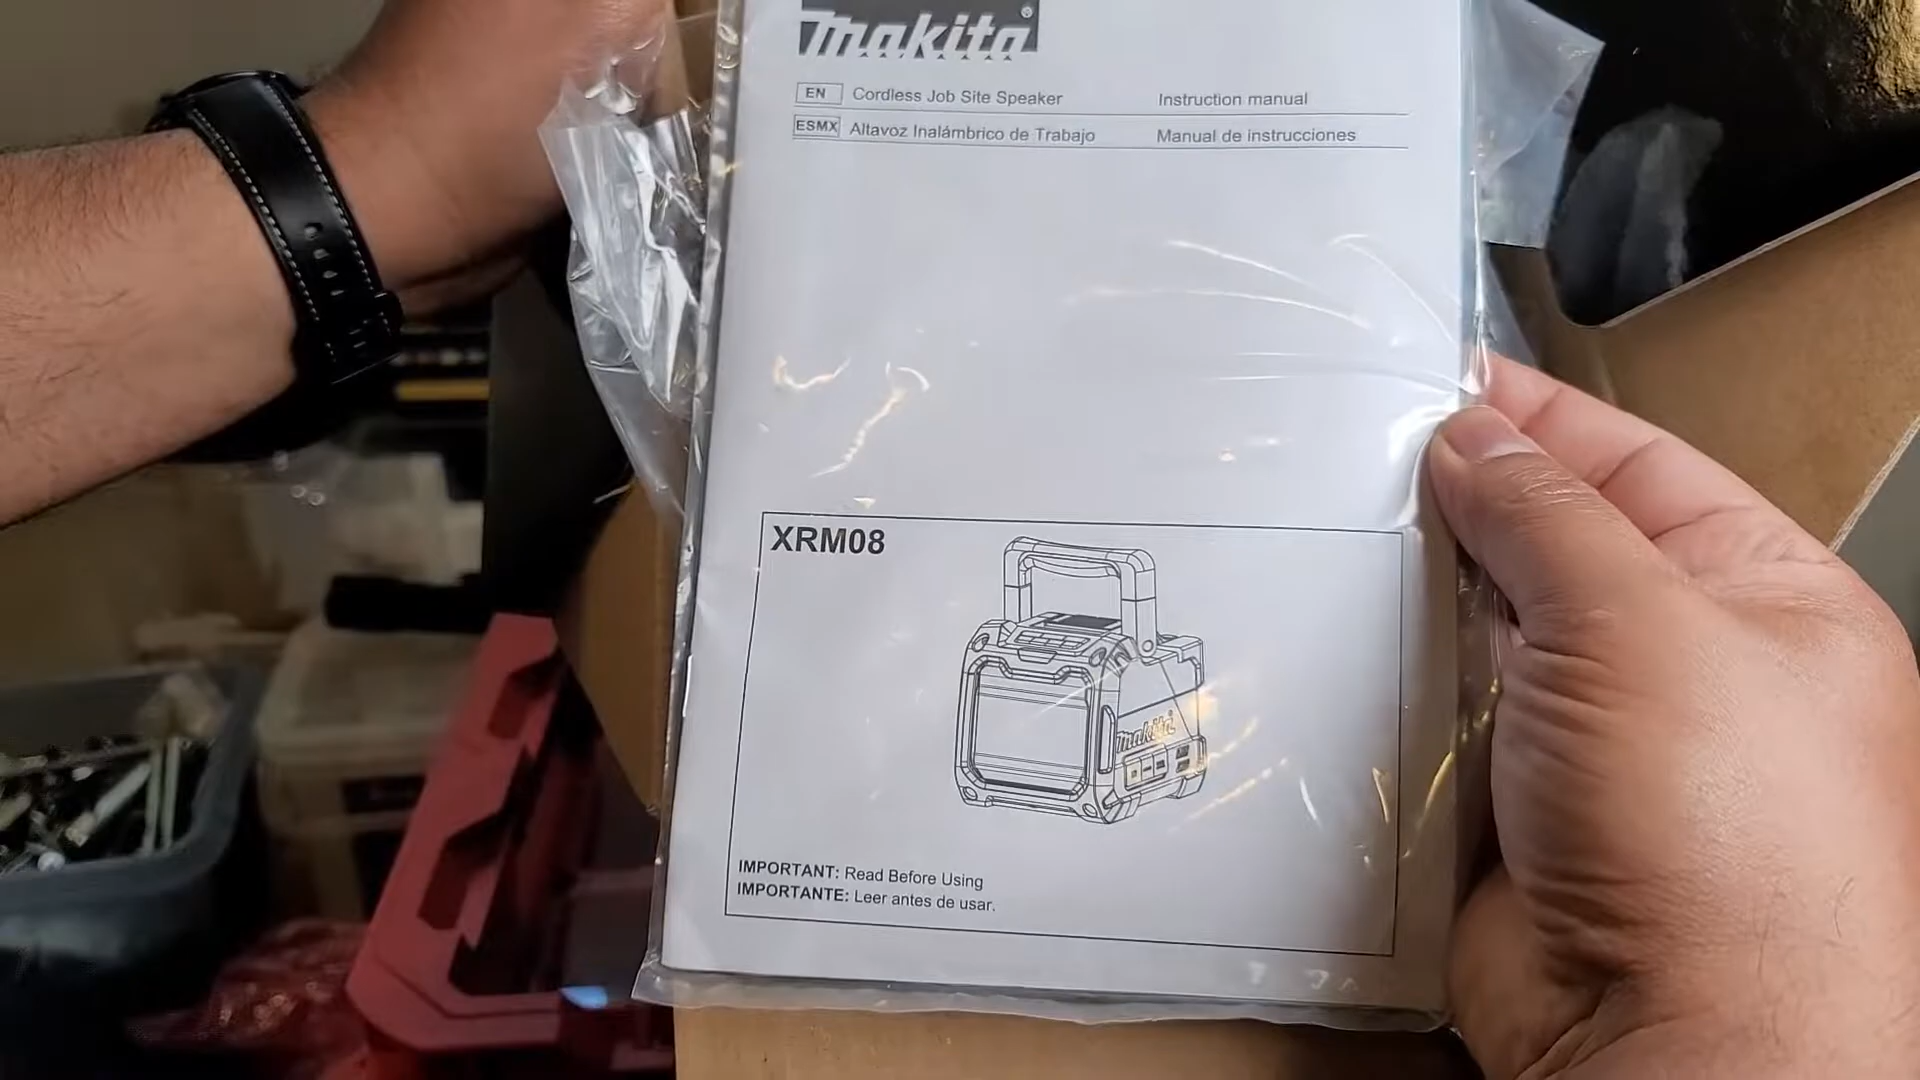 makita®
EN Cordless Job Site Speaker Instruction manual
ESMX Altavoz Inalámbrico de Trabajo Manual de instrucciones
XRM08
makita
IMPORTANT: Read Before Using
IMPORTANTE: Leer antes de usar.